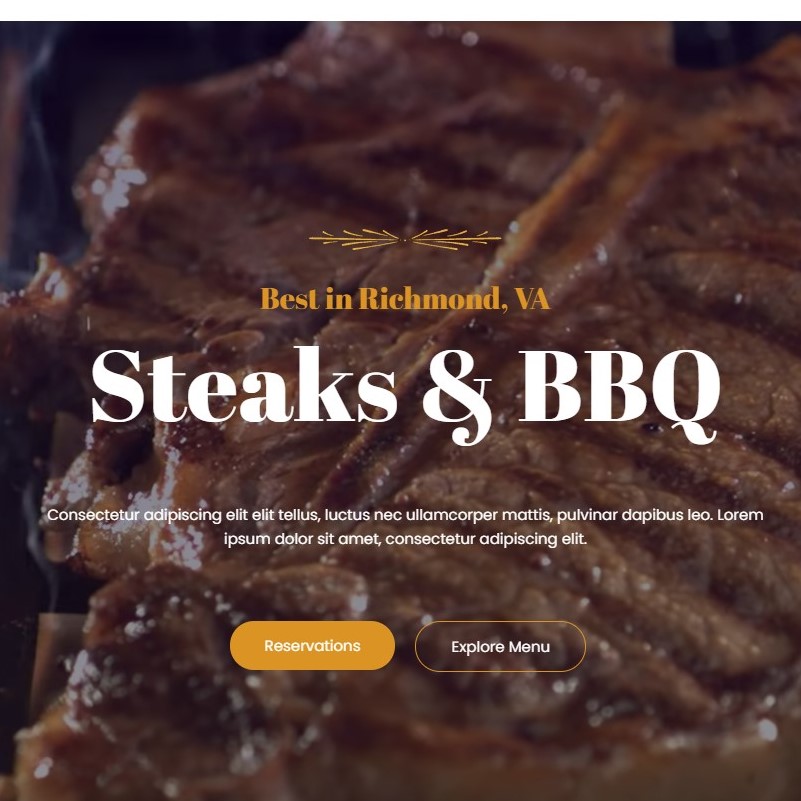 Best in Richmond, VA
Steaks & BBQ
Consectetur adipiscing elit elit tellus, luctus nec ullamcorper mattis, pulvinar dapibus leo. Lorem
ipsum dolor sit amet, consectetur adipiscing elit.
Reservations
Explore Menu